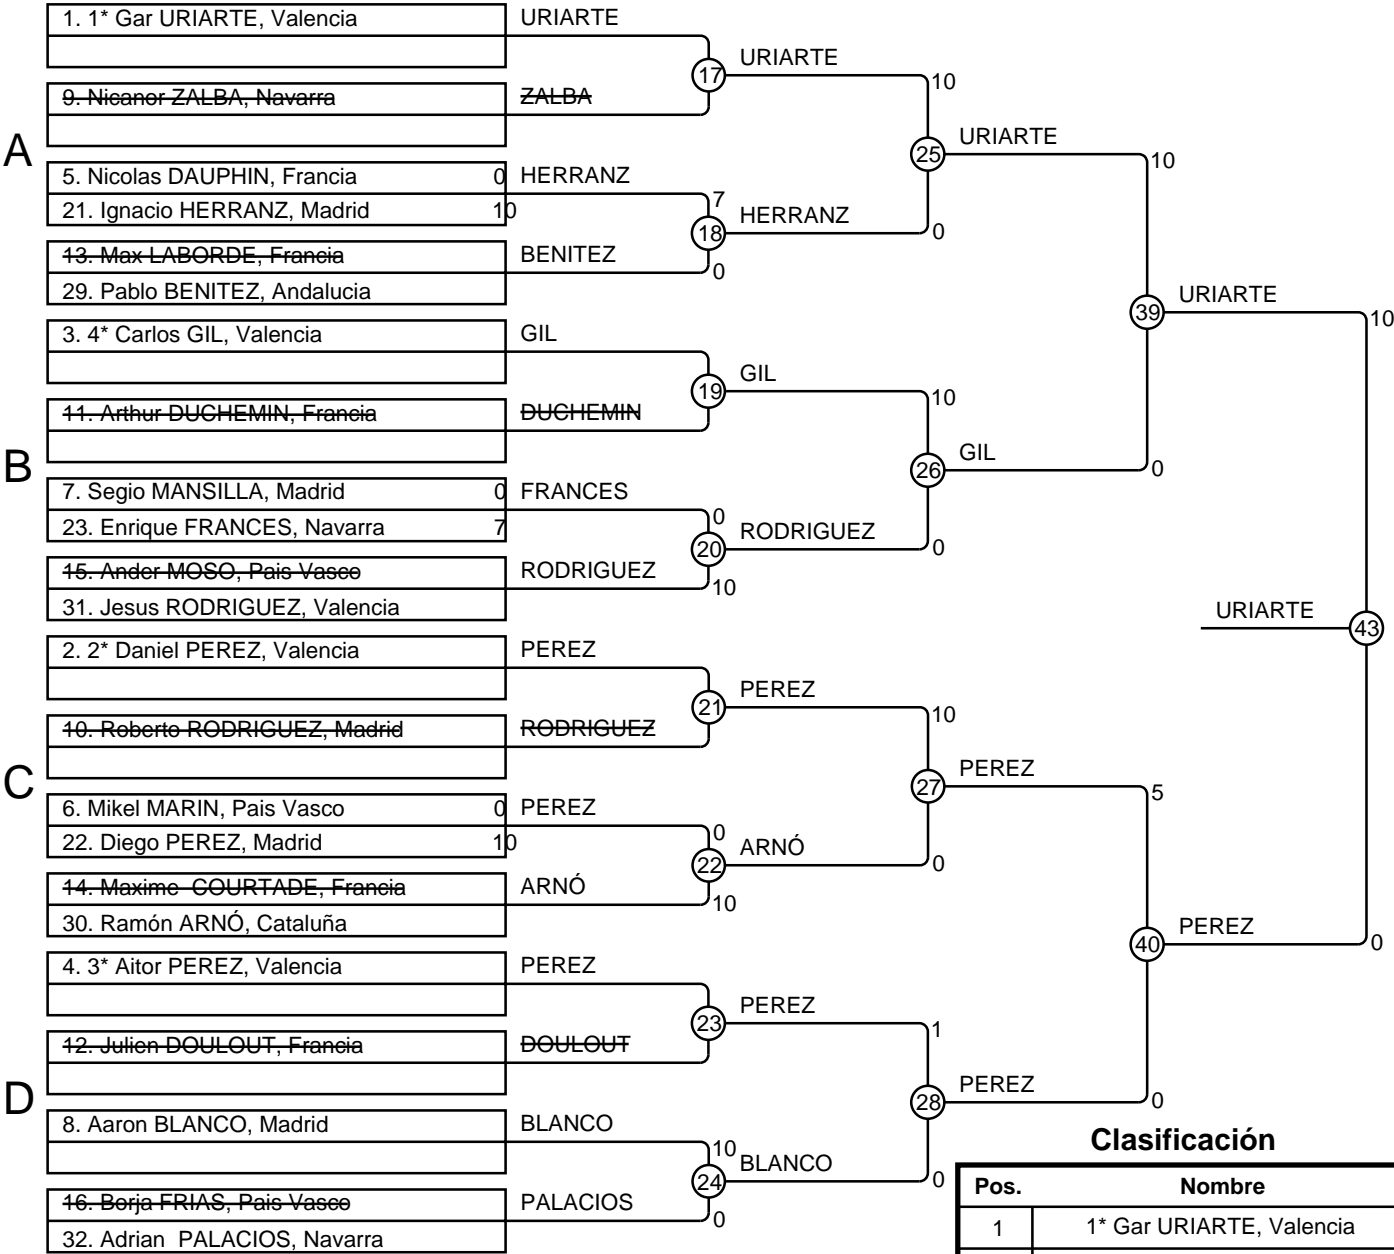 1. 1* Gar URIARTE, Valencia
URIARTE
17
URIARTE
10
9. Nicanor ZALBA, Navarra
ZALBA
A
25
URIARTE
10
5. Nicolas DAUPHIN, Francia 0
HERRANZ
21. Ignacio HERRANZ, Madrid 10
7
18
HERRANZ
0
13. Max LABORDE, Francia
BENITEZ
0
29. Pablo BENITEZ, Andalucia
39
URIARTE
10
3. 4* Carlos GIL, Valencia
GIL
19
GIL
10
11. Arthur DUCHEMIN, Francia
DUCHEMIN
B
26
GIL
0
7. Segio MANSILLA, Madrid 0
FRANCES
23. Enrique FRANCES, Navarra 7
0
20
RODRIGUEZ
0
15. Ander MOSO, Pais Vasco
RODRIGUEZ
10
31. Jesus RODRIGUEZ, Valencia
URIARTE
43
2. 2* Daniel PEREZ, Valencia
PEREZ
21
PEREZ
10
10. Roberto RODRIGUEZ, Madrid
RODRIGUEZ
C
27
PEREZ
5
6. Mikel MARIN, Pais Vasco 0
PEREZ
22. Diego PEREZ, Madrid 10
0
22
ARNÓ
0
14. Maxime COURTADE, Francia
ARNÓ
10
30. Ramón ARNÓ, Cataluña
40
PEREZ
0
4. 3* Aitor PEREZ, Valencia
PEREZ
23
PEREZ
1
12. Julien DOULOUT, Francia
DOULOUT
D
28
PEREZ
0
8. Aaron BLANCO, Madrid
BLANCO
10
24
BLANCO
0
16. Borja FRIAS, Pais Vasco
PALACIOS
0
32. Adrian PALACIOS, Navarra
Clasificación
Pos. Nombre
1 1* Gar URIARTE, Valencia